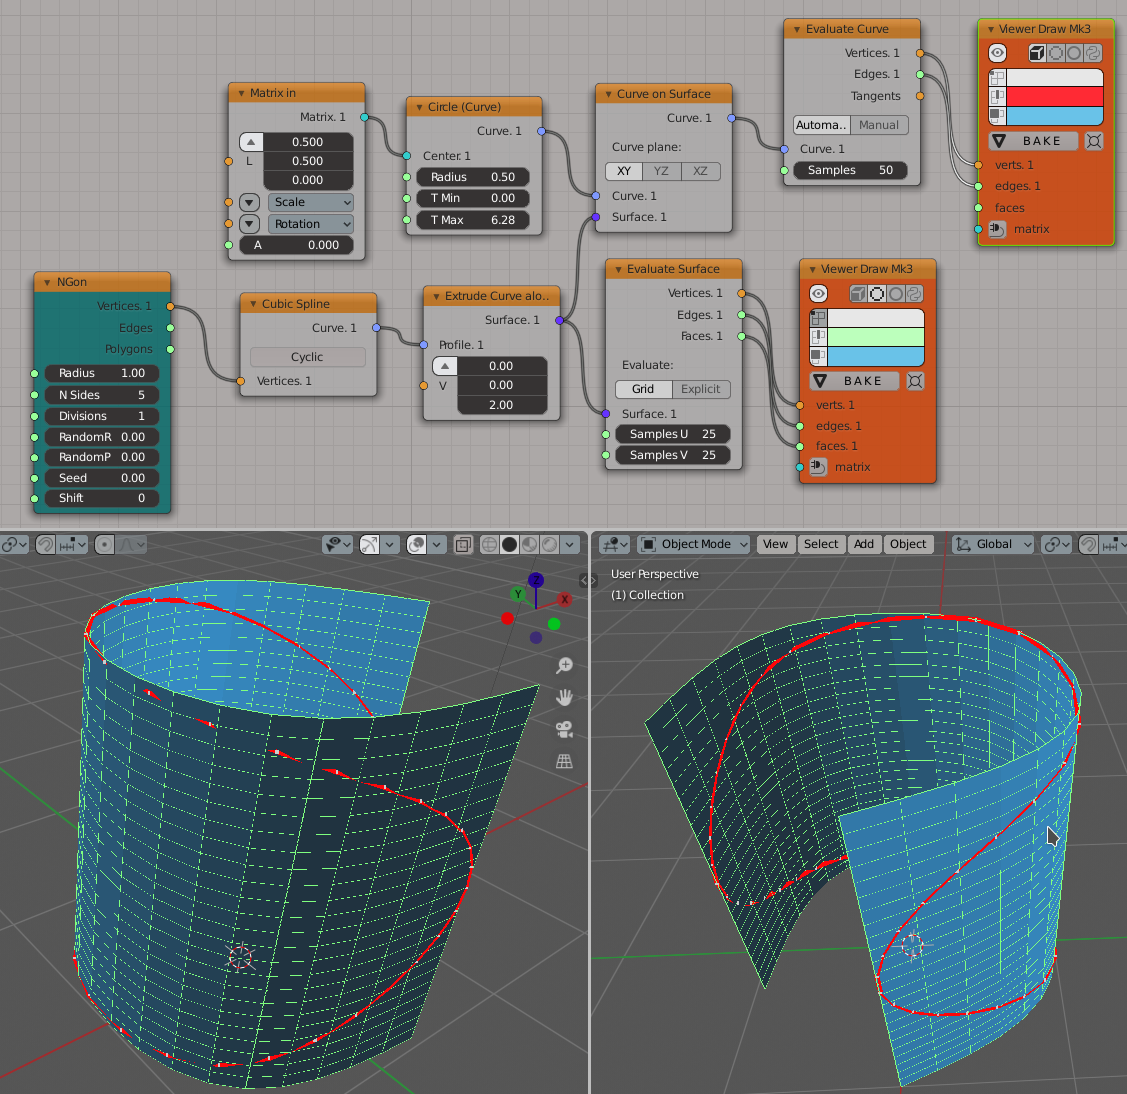 Evaluate Curve
Vertices. 1
Edges. 1
Tangents
Automa..
Manual
Curve. 1
Samples 50
Viewer Draw Mk3
BAKE
verts. 1
edges. 1
faces
matrix
Matrix in
Matrix. 1
0.500
L 0.500
0.000
Scale
Rotation
A 0.000
Circle (Curve)
Curve. 1
Center. 1
Radius 0.50
T Min 0.00
T Max 6.28
Curve on Surface
Curve. 1
Curve plane:
XY YZ XZ
Curve. 1
Surface. 1
NGon
Vertices. 1
Edges
Polygons
Radius 1.00
N Sides 5
Divisions 1
RandomR 0.00
RandomP 0.00
Seed 0.00
Shift 0
Cubic Spline
Curve. 1
Cyclic
Vertices. 1
Extrude Curve alo..
Surface. 1
Profile. 1
0.00
V 0.00
2.00
Evaluate Surface
Vertices. 1
Edges. 1
Faces. 1
Evaluate:
Grid Explicit
Surface. 1
Samples U 25
Samples V 25
Viewer Draw Mk3
BAKE
verts. 1
edges. 1
faces. 1
matrix
Z
Y
X
Object Mode View Select Add Object Global
User Perspective
(1) Collection